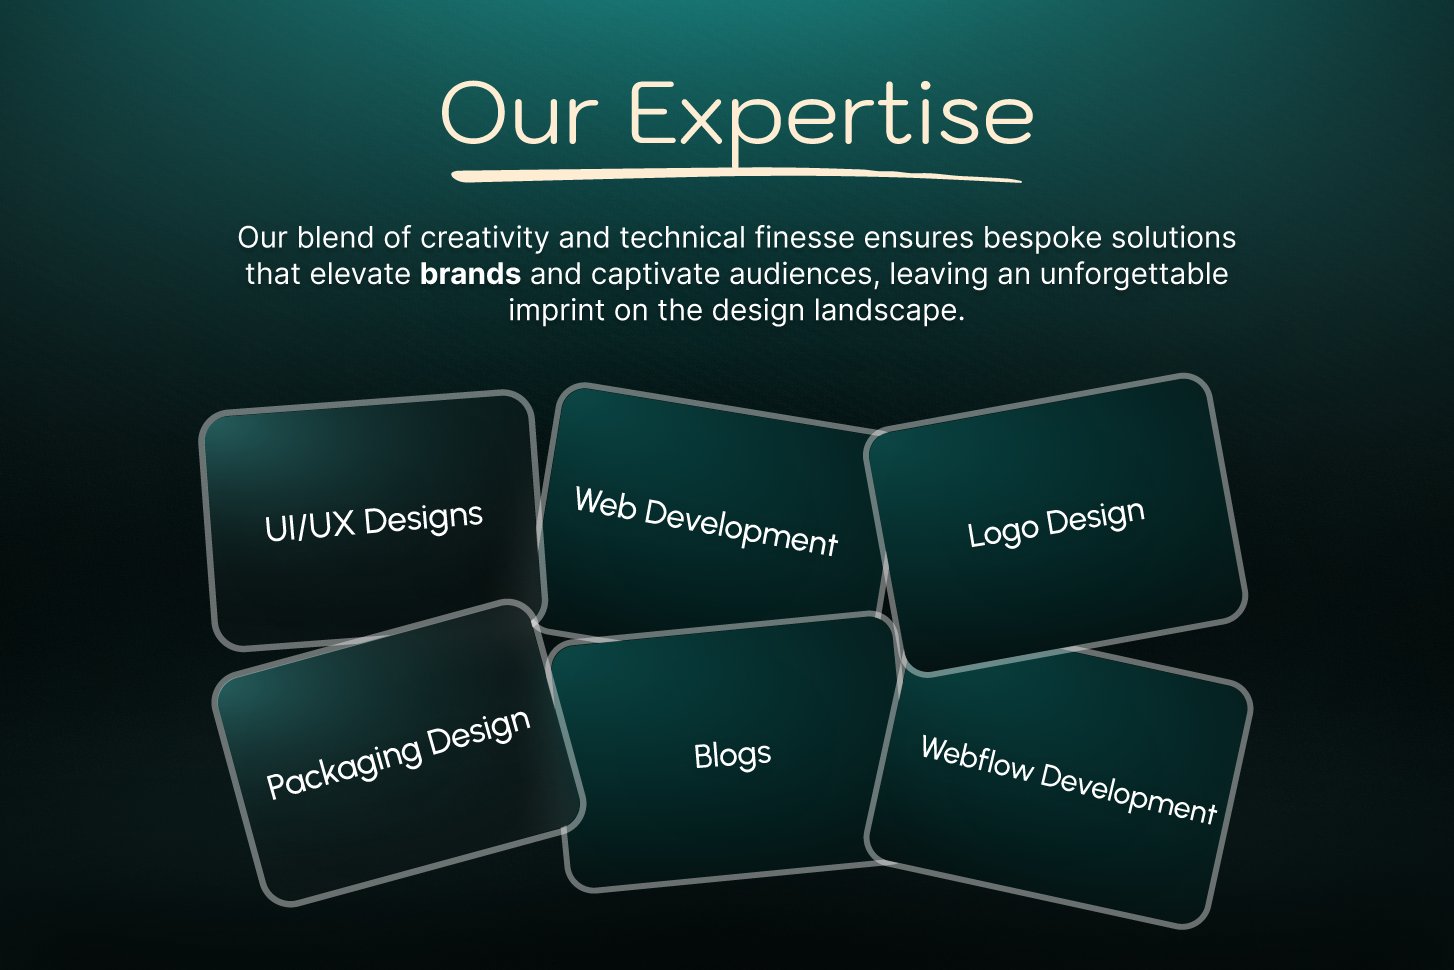 Our Expertise
Our blend of creativity and technical finesse ensures bespoke solutions
that elevate brands and captivate audiences, leaving an unforgettable
imprint on the design landscape.
UI/UX Designs
Web Development
Logo Design
Packaging Design
Blogs
Webflow Development